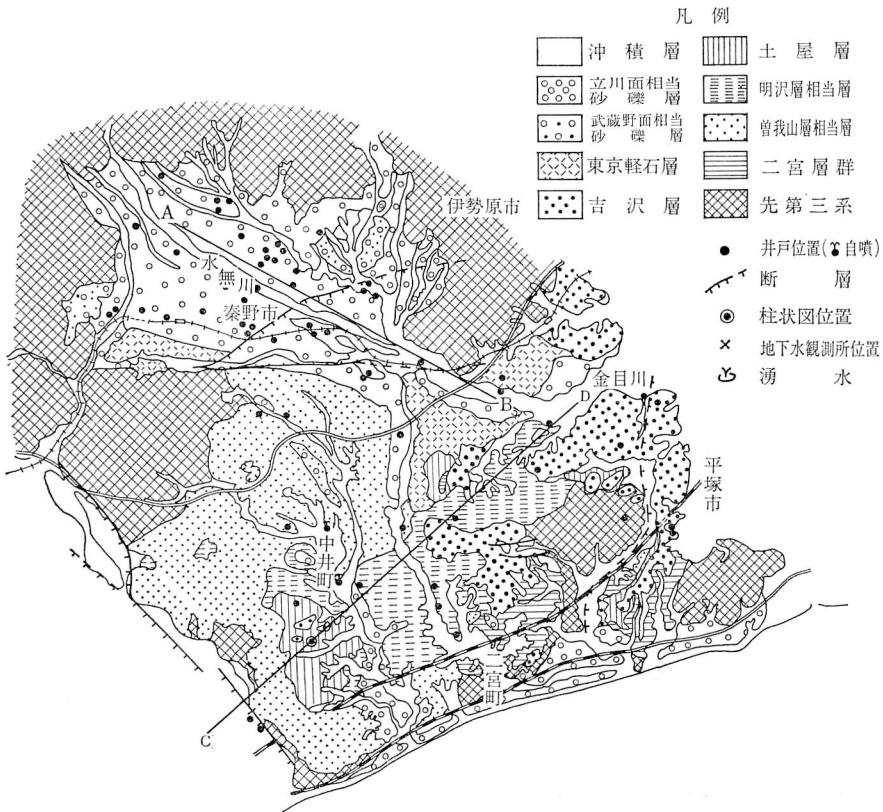 凡例
沖積層
立川面相当
砂礫層
武蔵野面相当
砂礫層
東京軽石層
吉沢層
土屋層
明沢層相当層
曽我山層相当層
二宮層群
先第三系
井戸位置(自噴)
断層
柱状図位置
地下水観測所位置
湧水
伊勢原市
A
水無川
秦野市
B
金目川
D
平塚市
中井町
二宮町
C